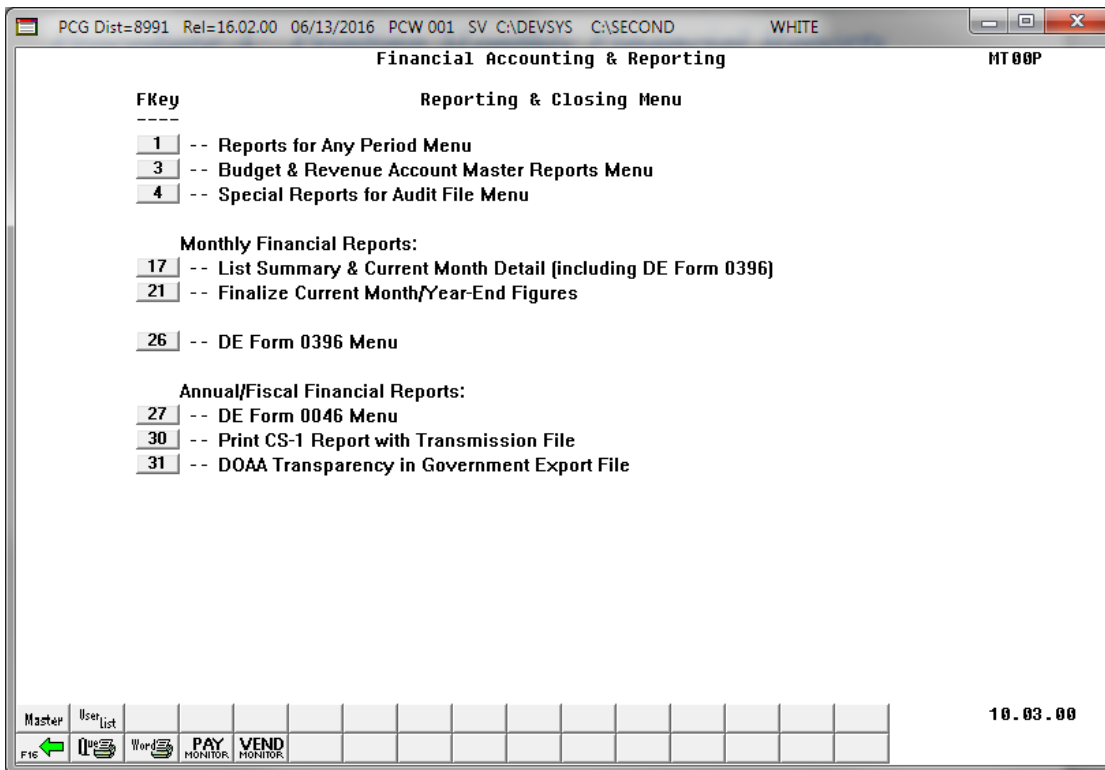 PCG Dist=8991 Rel=16.02.00 06/13/2016 PCW 001 SV C:\DEVSYS C:\SECOND WHITE
Financial Accounting & Reporting MT00P
FKey Reporting & Closing Menu
----
1 -- Reports for Any Period Menu
3 -- Budget & Revenue Account Master Reports Menu
4 -- Special Reports for Audit File Menu
Monthly Financial Reports:
17 -- List Summary & Current Month Detail (including DE Form 0396)
21 -- Finalize Current Month/Year-End Figures
26 -- DE Form 0396 Menu
Annual/Fiscal Financial Reports:
27 -- DE Form 0046 Menu
30 -- Print CS-1 Report with Transmission File
31 -- DOAA Transparency in Government Export File
Master User List 10.03.00
F16 Que Word PAY MONITOR VEND MONITOR